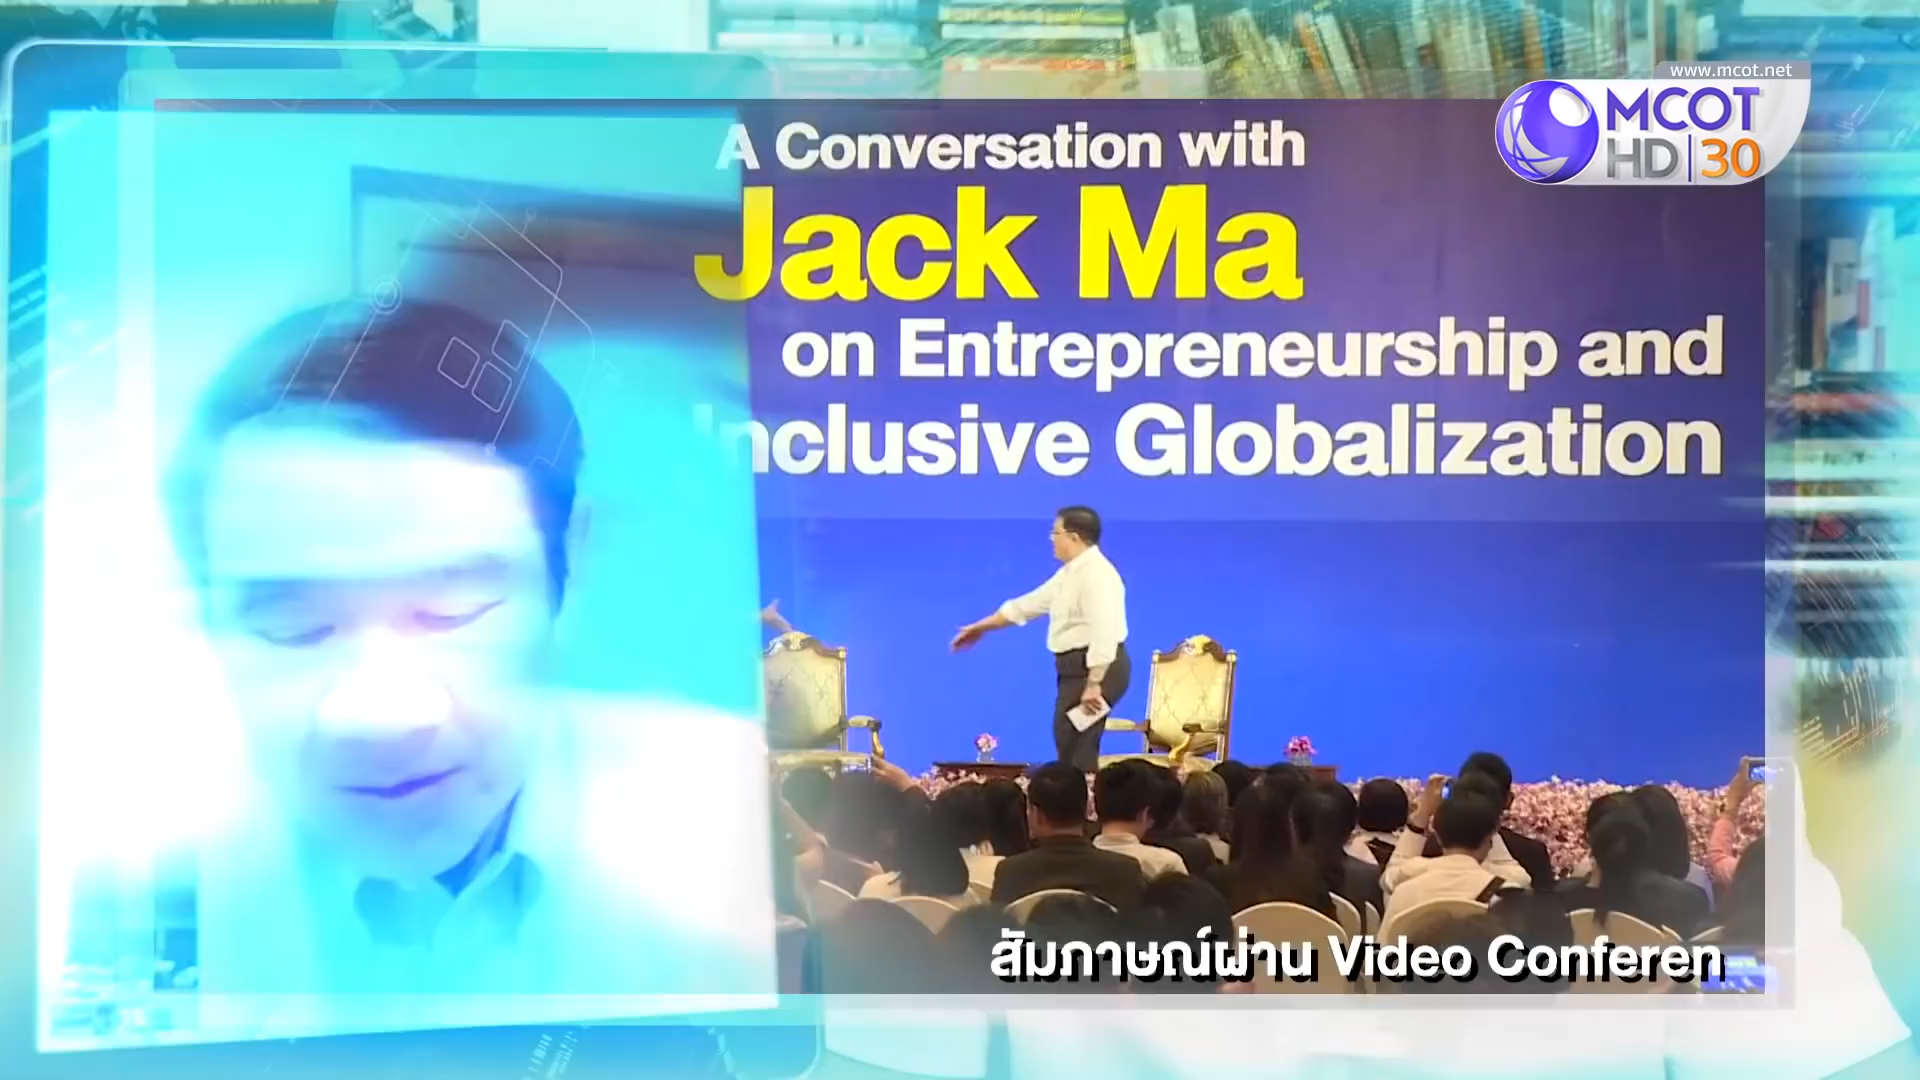 www.mcot.net
MCOT
HD 30
A Conversation with
Jack Ma
on Entrepreneurship and
Inclusive Globalization
สัมภาษณ์ผ่าน Video Conferen